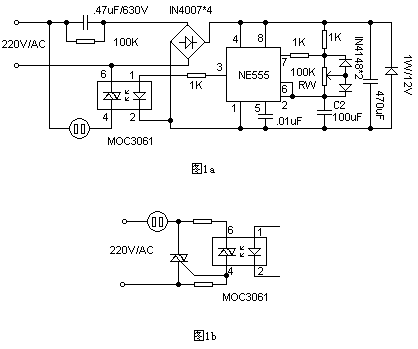 .47uF/630V
IN4007*4
220V/AC
100K
4
8
1K
1K
7
NE555
3
1K
100K
RW
IN4148*2
6
2
5
1
.01uF
C2
100uF
470uF
1W/12V
6
1
4
2
MOC3061
图1a
220V/AC
6
1
4
2
MOC3061
图1b